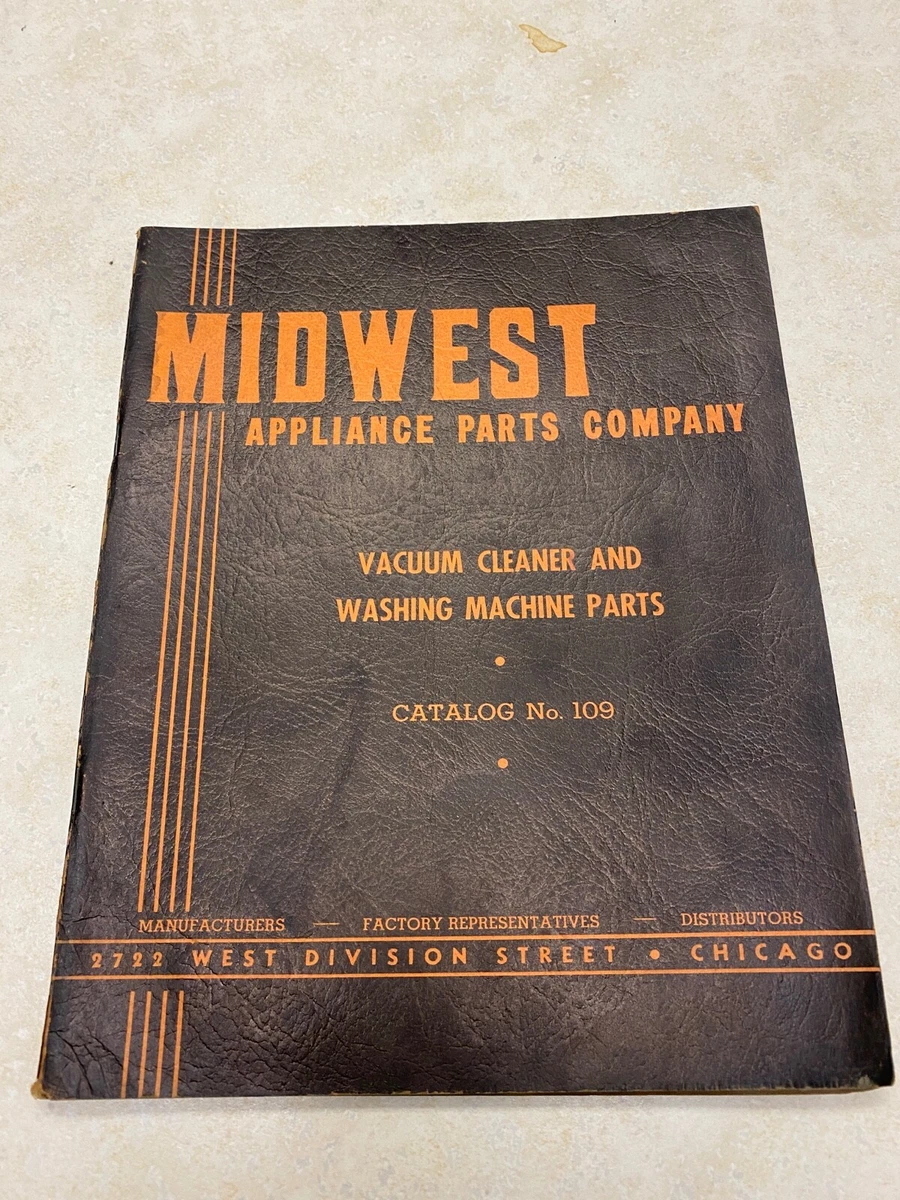 MIDWEST
APPLIANCE PARTS COMPANY
VACUUM CLEANER AND
WASHING MACHINE PARTS
•
CATALOG No. 109
•
MANUFACTURERS — FACTORY REPRESENTATIVES — DISTRIBUTORS
2722 WEST DIVISION STREET • CHICAGO